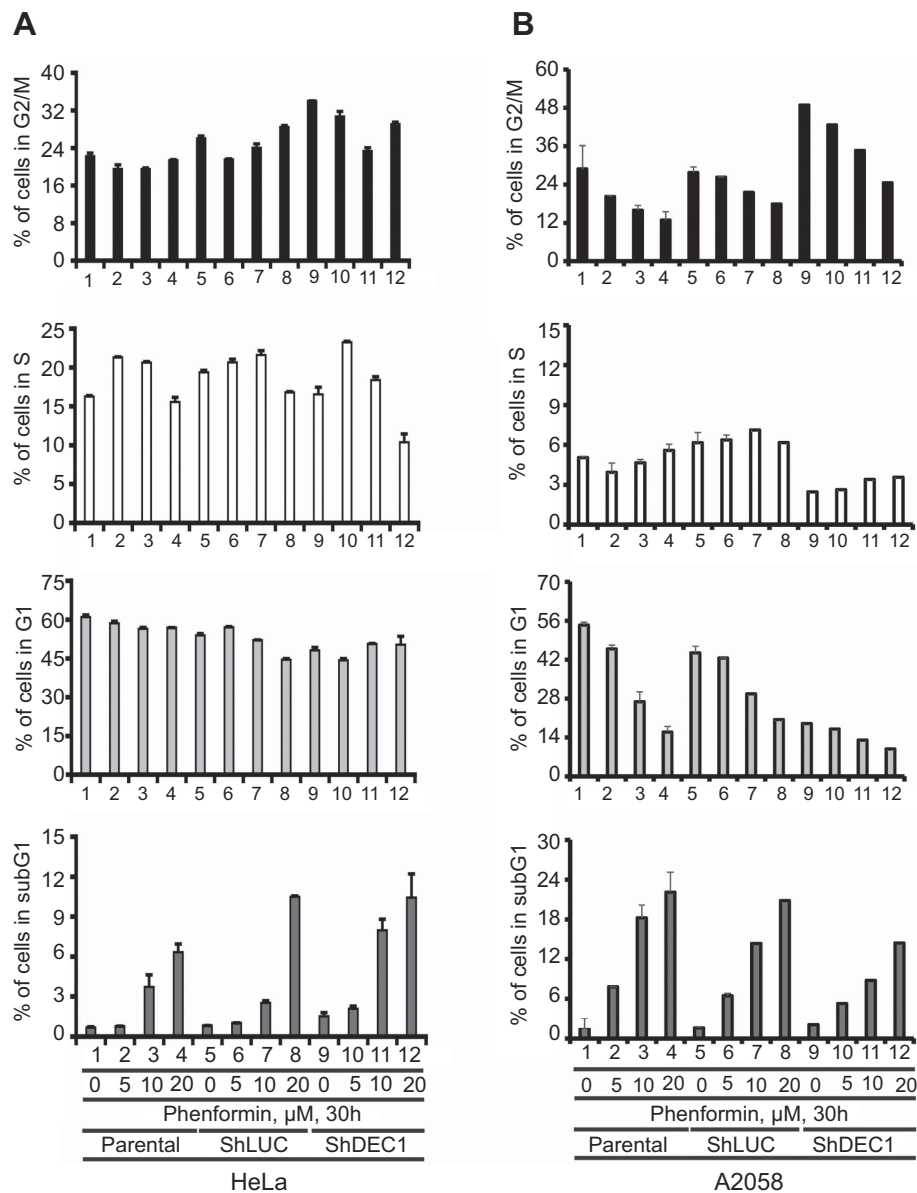 A
B
% of cells in G2/M
40
32
24
16
8
0
1 2 3 4 5 6 7 8 9 10 11 12
% of cells in G2/M
60
48
36
24
12
0
1 2 3 4 5 6 7 8 9 10 11 12
% of cells in S
25
20
15
10
5
0
1 2 3 4 5 6 7 8 9 10 11 12
% of cells in S
15
12
9
6
3
0
1 2 3 4 5 6 7 8 9 10 11 12
% of cells in G1
75
60
45
30
15
0
1 2 3 4 5 6 7 8 9 10 11 12
% of cells in G1
70
56
42
28
14
0
1 2 3 4 5 6 7 8 9 10 11 12
% of cells in subG1
15
12
9
6
3
0
1 2 3 4 5 6 7 8 9 10 11 12
0 5 10 20 0 5 10 20 0 5 10 20
Phenformin, µM, 30h
Parental ShLUC ShDEC1
HeLa
% of cells in subG1
30
24
18
12
6
0
1 2 3 4 5 6 7 8 9 10 11 12
0 5 10 20 0 5 10 20 0 5 10 20
Phenformin, µM, 30h
Parental ShLUC ShDEC1
A2058